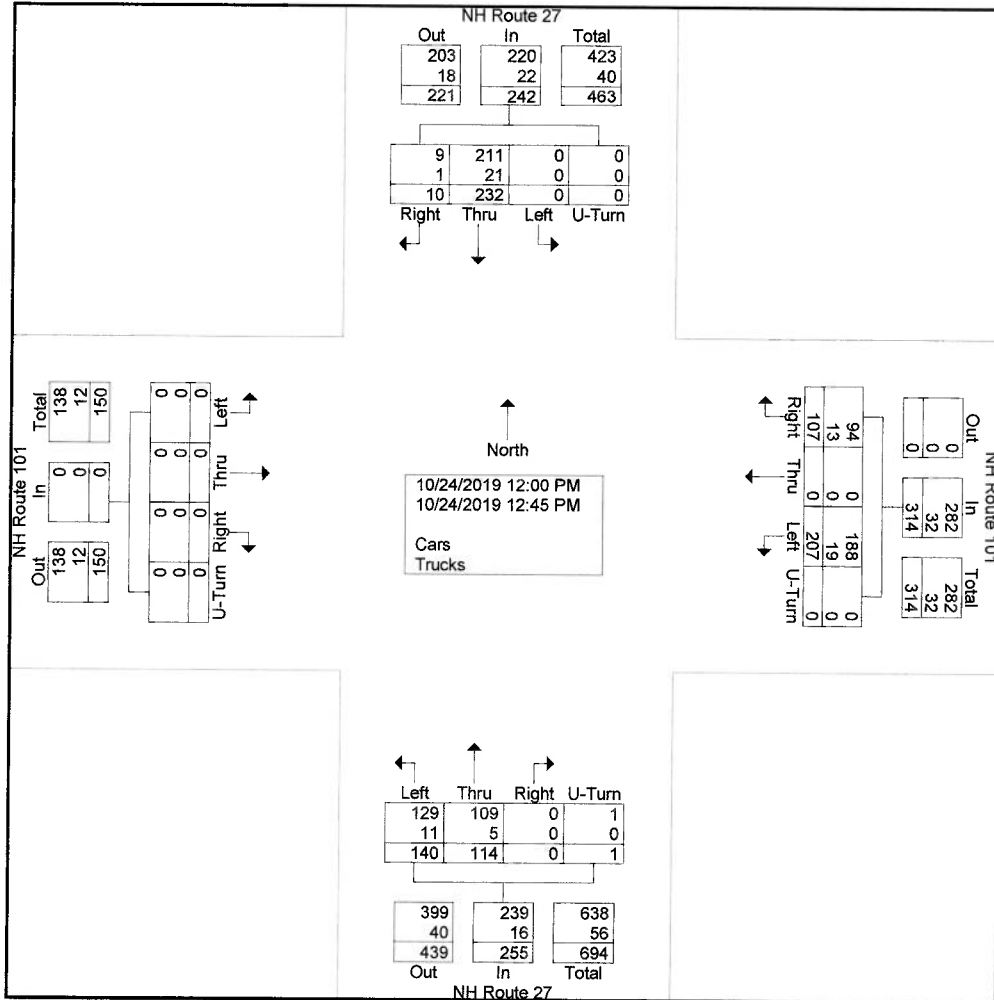 NH Route 27
Out In Total
203 220 423
18 22 40
221 242 463
9 211 0 0
1 21 0 0
10 232 0 0
Right Thru Left U-Turn
NH Route 101
Total In Out
138 0 138
12 0 12
150 0 150
Left Thru Right U-Turn
0 0 0 0
0 0 0 0
0 0 0 0
North
10/24/2019 12:00 PM
10/24/2019 12:45 PM
Cars
Trucks
Right Thru Left U-Turn
94 0 188 0
13 0 19 0
107 0 207 0
NH Route 101
Out In Total
0 282 282
0 32 32
0 314 314
Left Thru Right U-Turn
129 109 0 1
11 5 0 0
140 114 0 1
399 239 638
40 16 56
439 255 694
Out In Total
NH Route 27